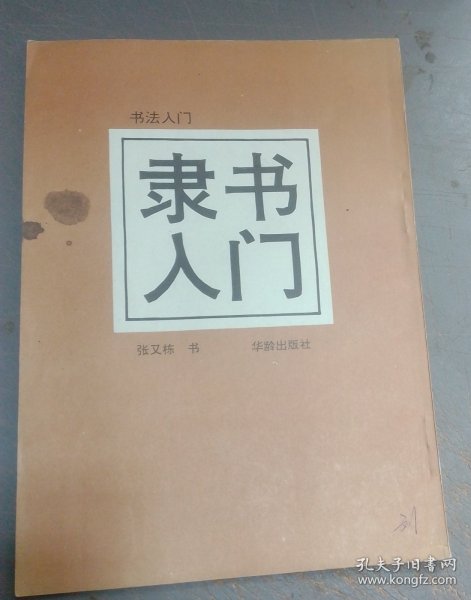 书法入门
隶书
入门
张又栋 书 华龄出版社
孔夫子旧书网
www.kongfz.com